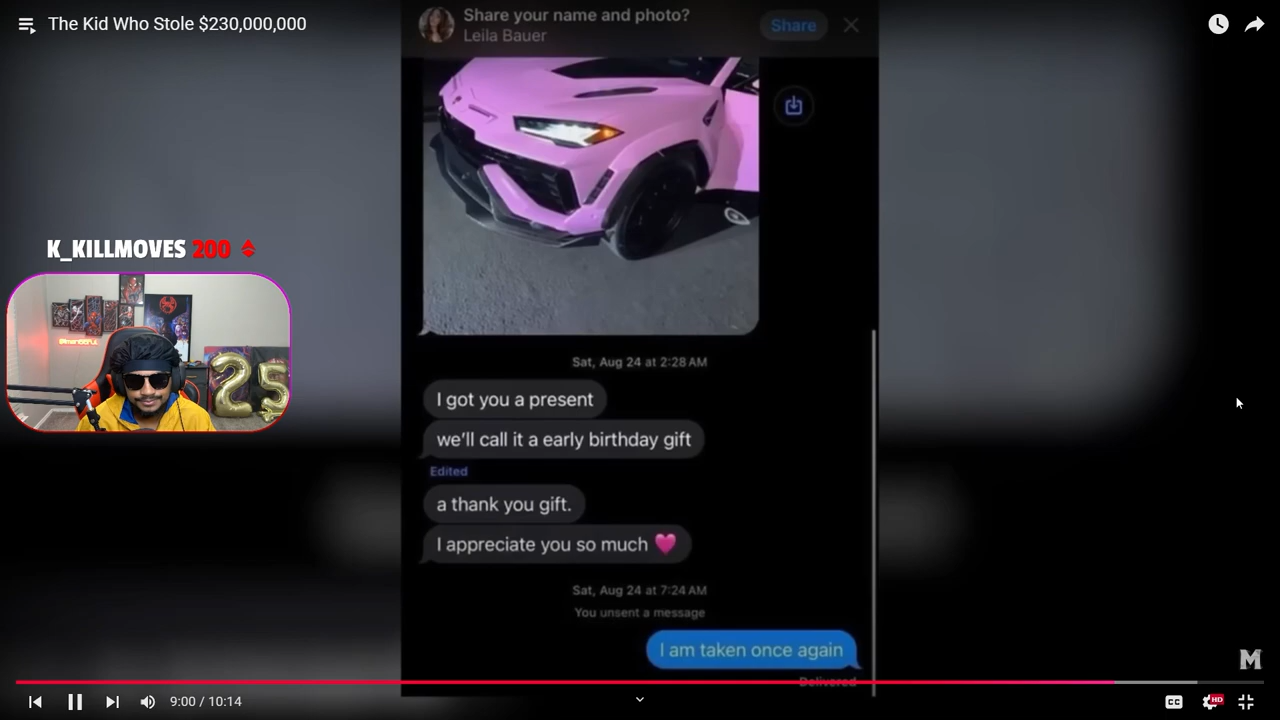 The Kid Who Stole $230,000,000
Share your name and photo?
Leila Bauer
Share
K_KILLMOVES 200
25
Sat, Aug 24 at 2:28 AM
I got you a present
we'll call it a early birthday gift
Edited
a thank you gift.
I appreciate you so much
Sat, Aug 24 at 7:24 AM
You unsent a message
I am taken once again
Delivered
M
9:00 / 10:14
CC
HD